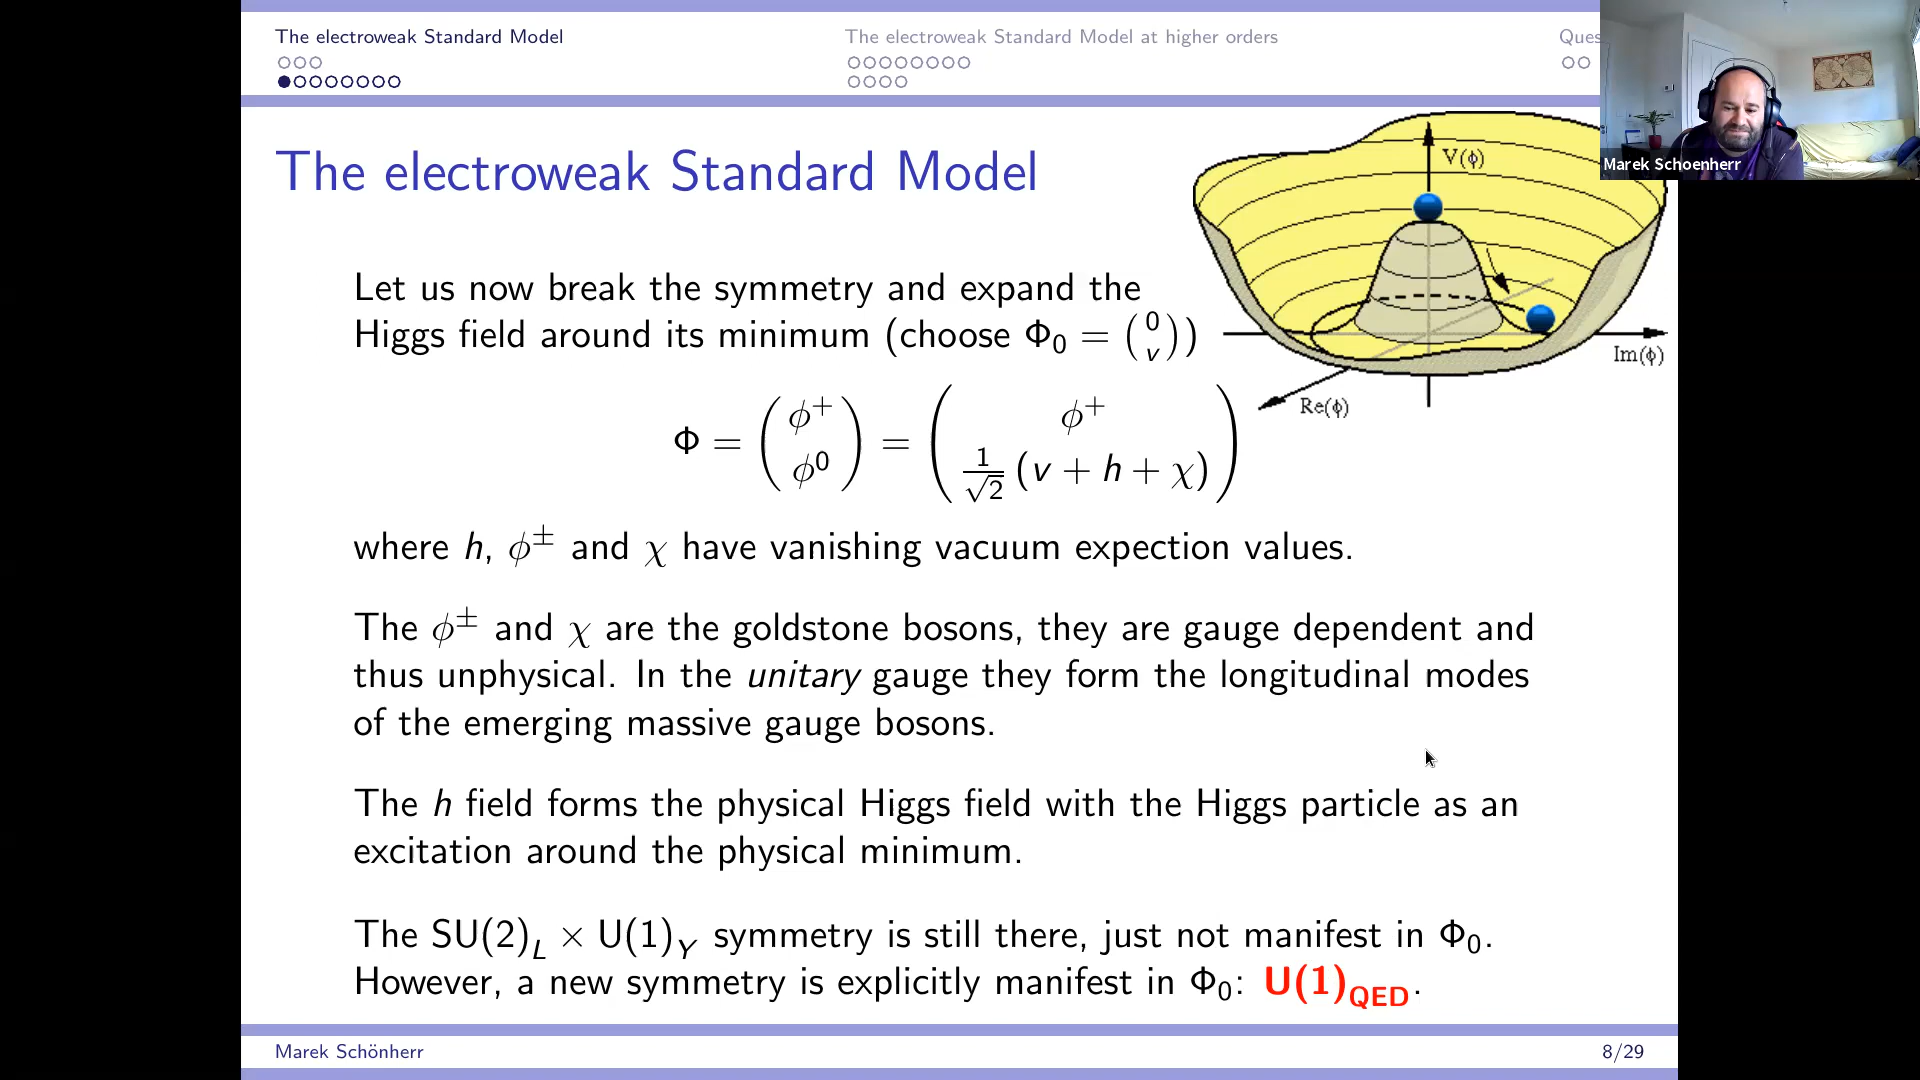 The electroweak Standard Model
The electroweak Standard Model at higher orders
Ques
The electroweak Standard Model
V(ϕ)
Marek Schoenherr
Let us now break the symmetry and expand the
Higgs field around its minimum (choose Φ₀ = (0 v))
Im(ϕ)
Re(ϕ)
Φ = (ϕ⁺ ϕ⁰) = (ϕ⁺ 1/√2 (v + h + χ))
where h, ϕ± and χ have vanishing vacuum expection values.
The ϕ± and χ are the goldstone bosons, they are gauge dependent and
thus unphysical. In the unitary gauge they form the longitudinal modes
of the emerging massive gauge bosons.
The h field forms the physical Higgs field with the Higgs particle as an
excitation around the physical minimum.
The SU(2)_L × U(1)_Y symmetry is still there, just not manifest in Φ₀.
However, a new symmetry is explicitly manifest in Φ₀: U(1)_QED.
Marek Schönherr
8/29